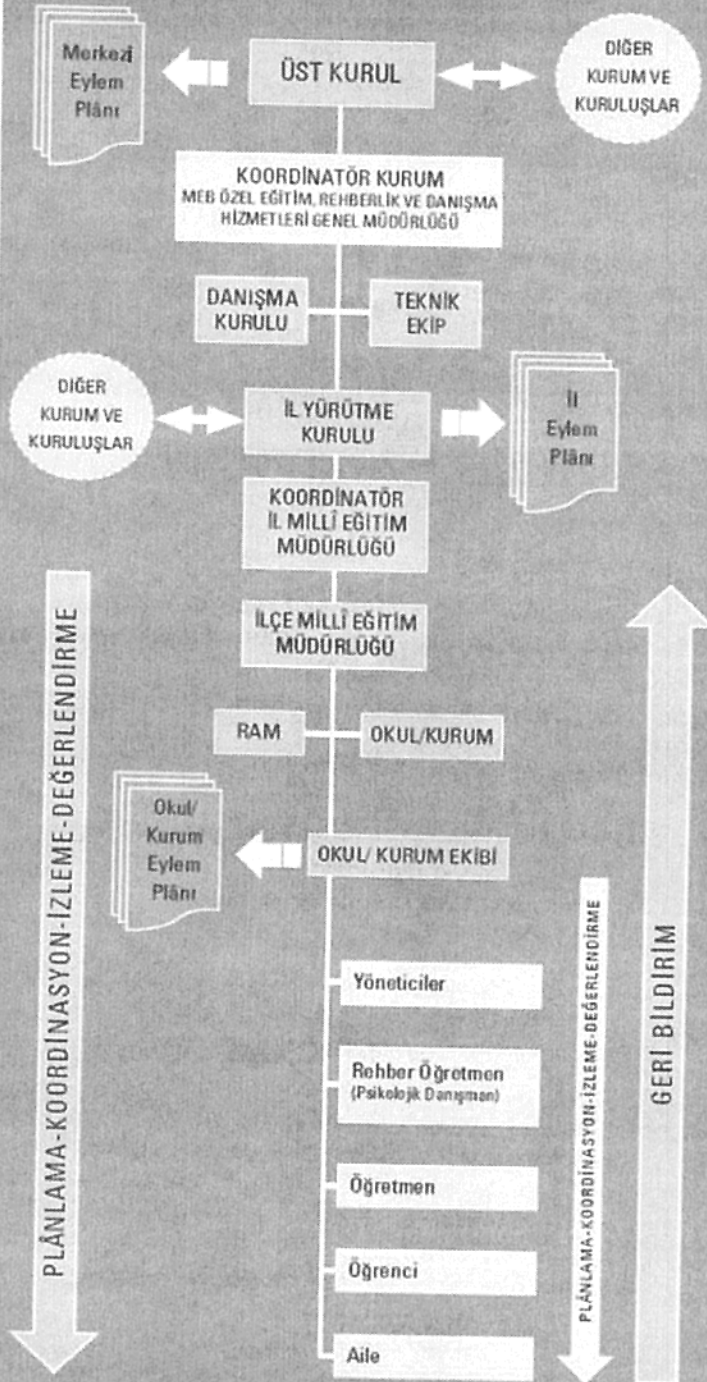 Merkezi
Eylem
Plânı
ÜST KURUL
DİĞER
KURUM VE
KURULUŞLAR
KOORDİNATÖR KURUM
MEB ÖZEL EĞİTİM, REHBERLİK VE DANIŞMA
HİZMETLERİ GENEL MÜDÜRLÜĞÜ
DANIŞMA
KURULU
TEKNİK
EKİP
DİĞER
KURUM VE
KURULUŞLAR
İL YÜRÜTME
KURULU
İl
Eylem
Plânı
KOORDİNATÖR
İL MİLLÎ EĞİTİM
MÜDÜRLÜĞÜ
İLÇE MİLLÎ EĞİTİM
MÜDÜRLÜĞÜ
RAM
OKUL/KURUM
Okul/
Kurum
Eylem
Plânı
OKUL/ KURUM EKİBİ
Yöneticiler
Rehber Öğretmen
(Psikolojik Danışman)
Öğretmen
Öğrenci
Aile
PLÂNLAMA-KOORDİNASYON-İZLEME-DEĞERLENDİRME
PLÂNLAMA-KOORDİNASYON-İZLEME-DEĞERLENDİRME
GERİ BİLDİRİM